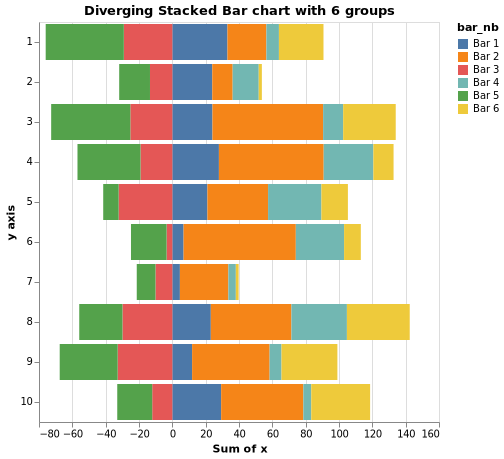 Diverging Stacked Bar chart with 6 groups
bar_nb
Bar 1
Bar 2
Bar 3
Bar 4
Bar 5
Bar 6
y axis
1
2
3
4
5
6
7
8
9
10
−80 −60 −40 −20 0 20 40 60 80 100 120 140 160
Sum of x